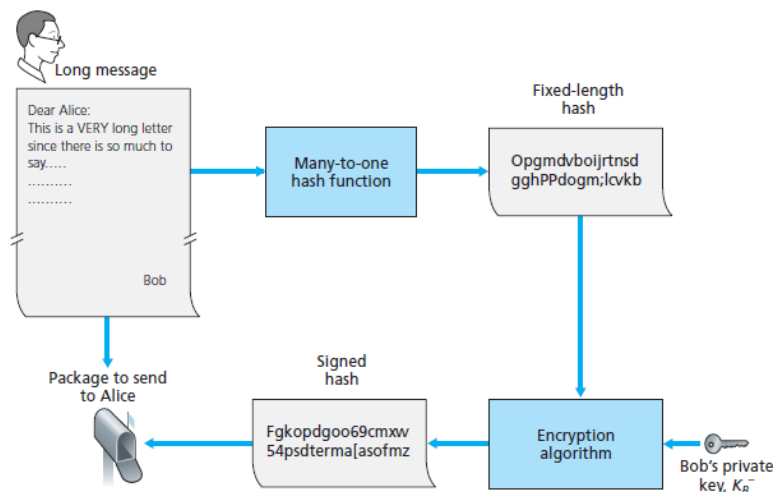 Long message
Dear Alice:
This is a VERY long letter
since there is so much to
say.....
..........
..........
Bob
Many-to-one
hash function
Fixed-length
hash
Opgmdvboijrtnsd
gghPPdogm;lcvkb
Package to send
to Alice
Signed
hash
Fgkopdgoo69cmxw
54psdterma[asofmz
Encryption
algorithm
Bob's private
key, K_B^-